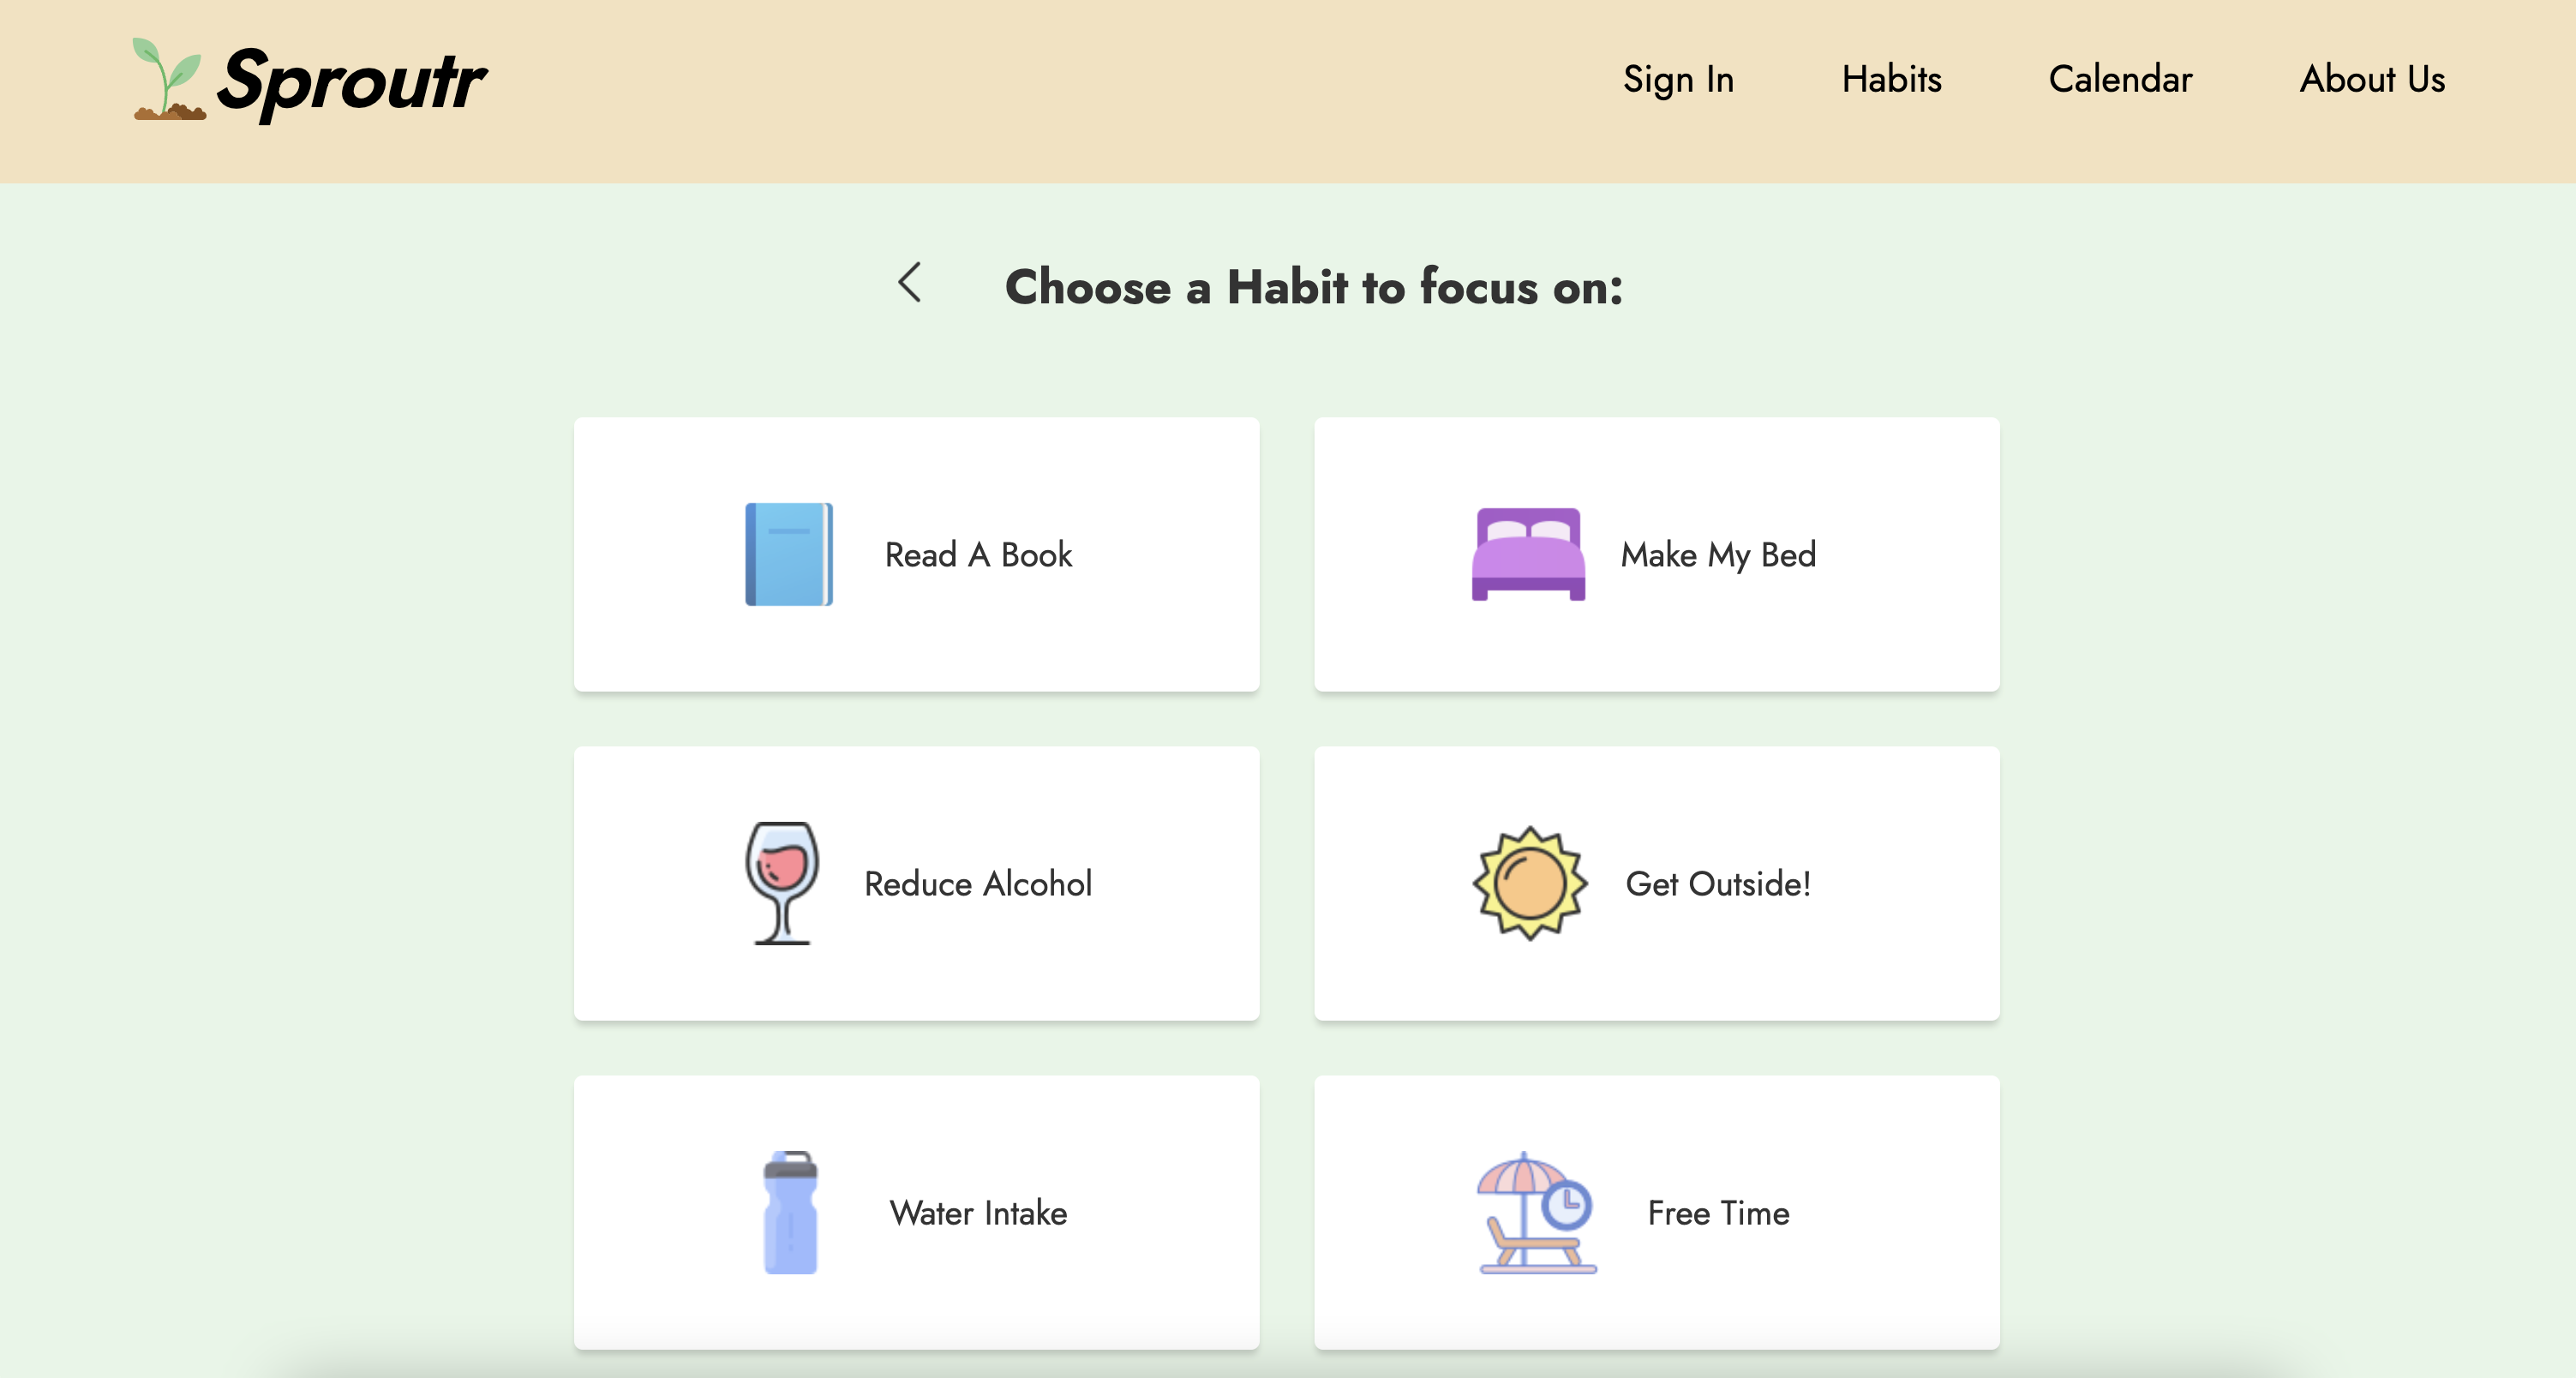 Sproutr
Sign In
Habits
Calendar
About Us
Choose a Habit to focus on:
Read A Book
Make My Bed
Reduce Alcohol
Get Outside!
Water Intake
Free Time